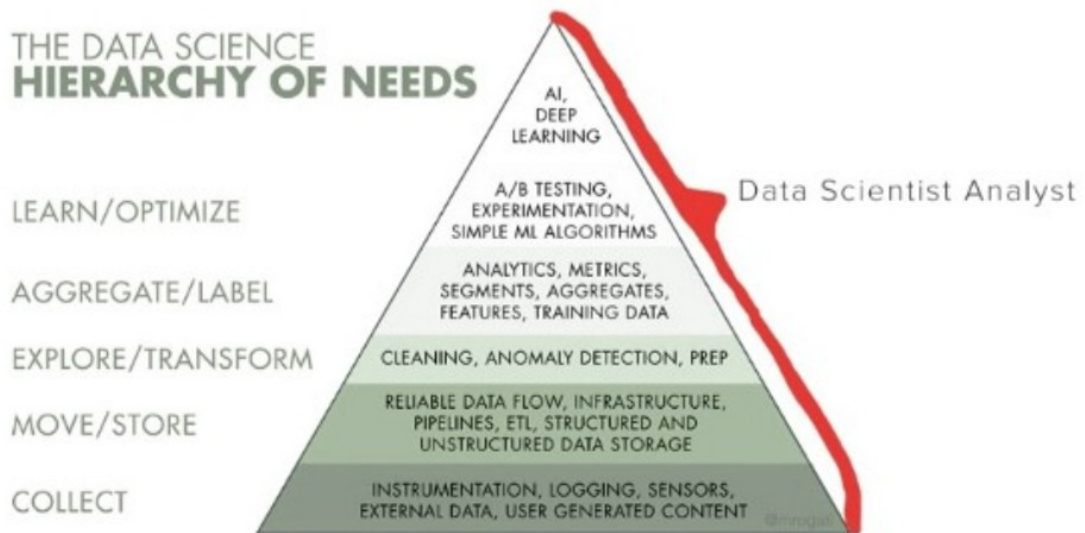 THE DATA SCIENCE
HIERARCHY OF NEEDS
AI,
DEEP
LEARNING
LEARN/OPTIMIZE
A/B TESTING,
EXPERIMENTATION,
SIMPLE ML ALGORITHMS
Data Scientist Analyst
AGGREGATE/LABEL
ANALYTICS, METRICS,
SEGMENTS, AGGREGATES,
FEATURES, TRAINING DATA
EXPLORE/TRANSFORM
CLEANING, ANOMALY DETECTION, PREP
MOVE/STORE
RELIABLE DATA FLOW, INFRASTRUCTURE,
PIPELINES, ETL, STRUCTURED AND
UNSTRUCTURED DATA STORAGE
COLLECT
INSTRUMENTATION, LOGGING, SENSORS,
EXTERNAL DATA, USER GENERATED CONTENT
@mrogati